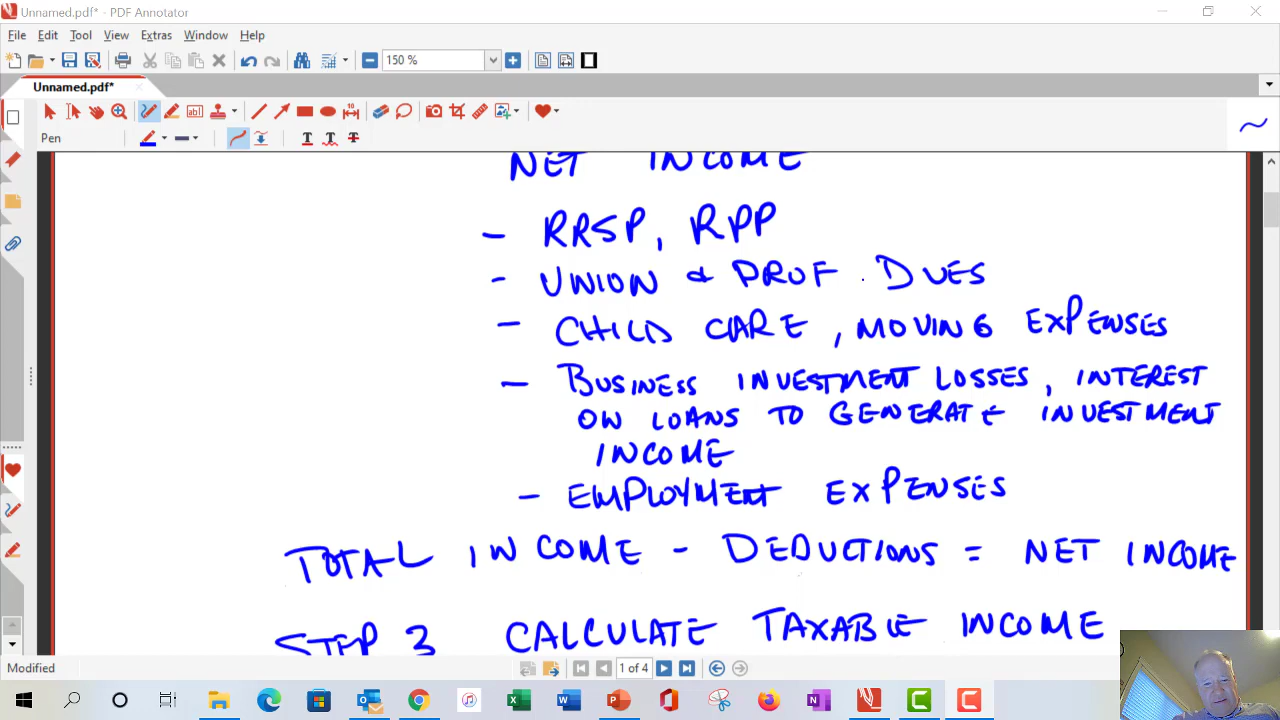 Unnamed.pdf* - PDF Annotator
File Edit Tool View Extras Window Help
150 %
Unnamed.pdf*
Pen
NET INCOME
- RRSP, RPP
- UNION & PROF. DUES
- CHILD CARE, MOVING EXPENSES
- BUSINESS INVESTMENT LOSSES, INTEREST
ON LOANS TO GENERATE INVESTMENT
INCOME
- EMPLOYMENT EXPENSES
TOTAL INCOME - DEDUCTIONS = NET INCOME
STEP 3 CALCULATE TAXABLE INCOME
Modified
1 of 4